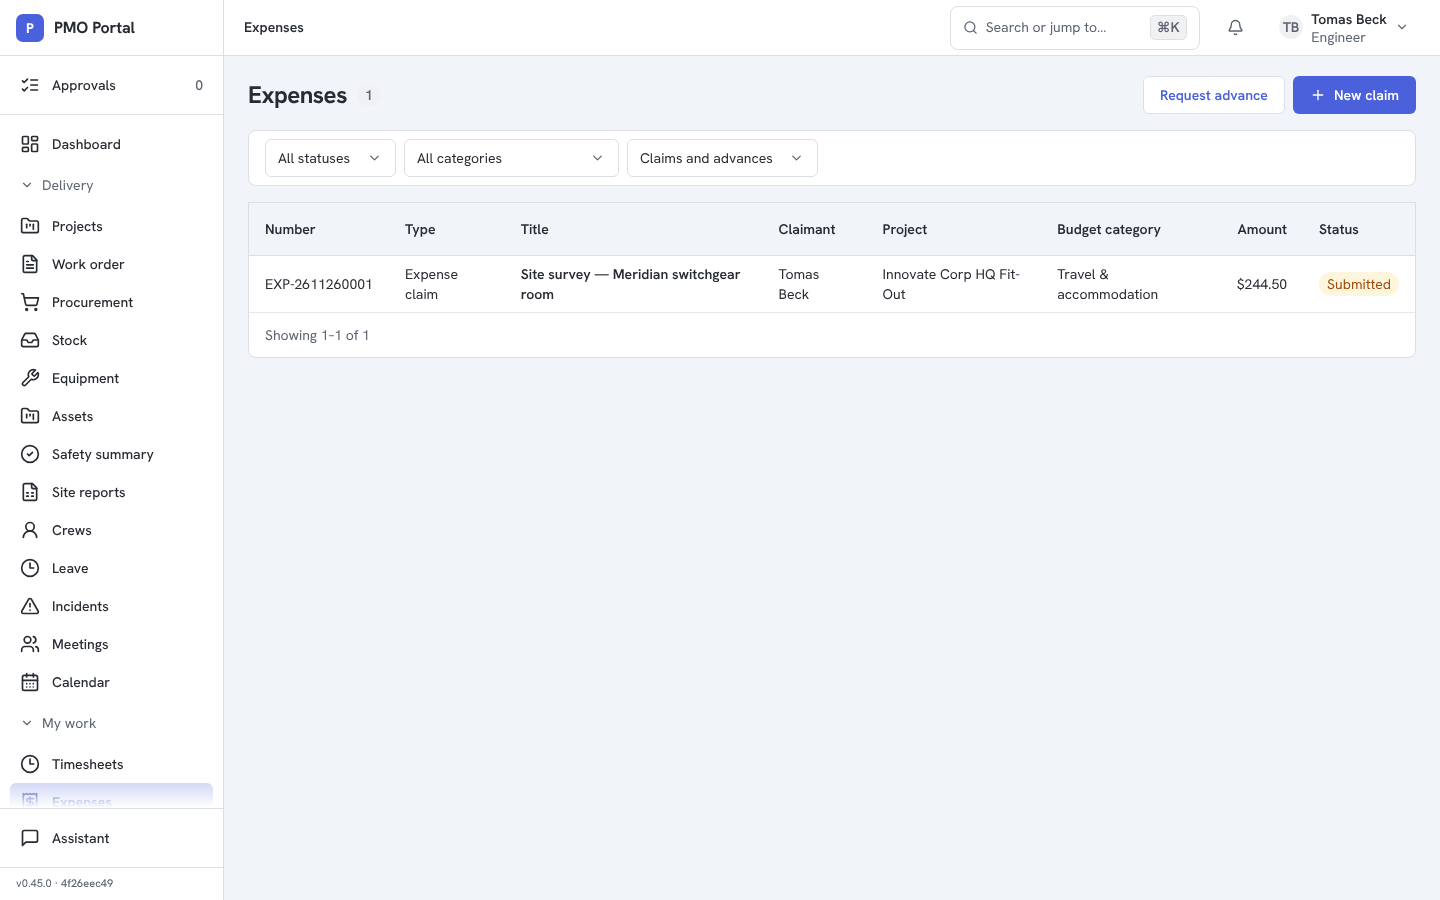 P PMO Portal
Expenses
Search or jump to... ⌘K
TB
Tomas Beck
Engineer
Approvals 0
Dashboard
Delivery
Projects
Work order
Procurement
Stock
Equipment
Assets
Safety summary
Site reports
Crews
Leave
Incidents
Meetings
Calendar
My work
Timesheets
Expenses
Assistant
v0.45.0 · 4f26eec49
Expenses 1
Request advance
New claim
All statuses
All categories
Claims and advances
Number Type Title Claimant Project Budget category Amount Status
EXP-2611260001
Expense
claim
Site survey — Meridian switchgear
room
Tomas
Beck
Innovate Corp HQ Fit-
Out
Travel &
accommodation
$244.50
Submitted
Showing 1–1 of 1